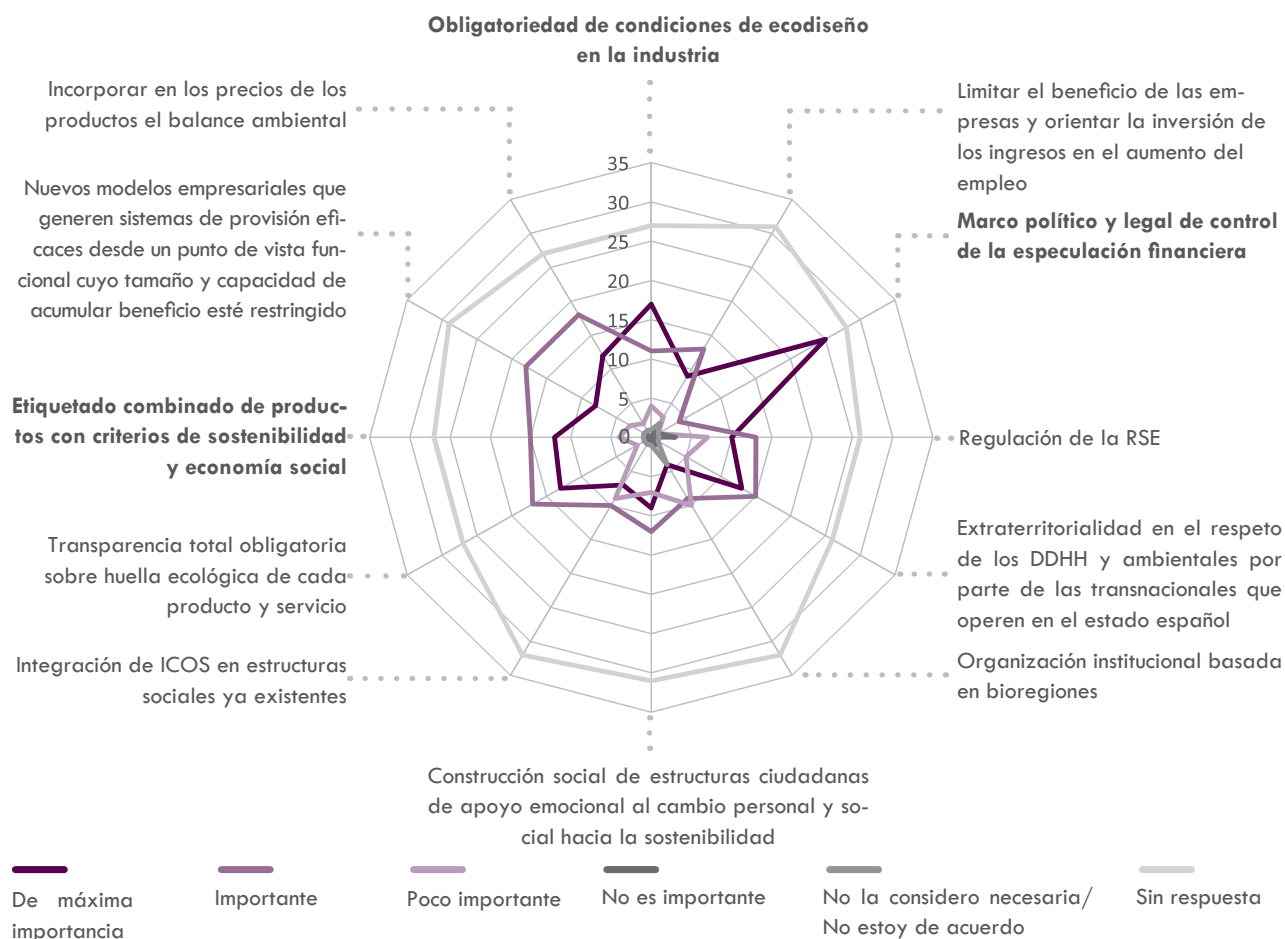 Obligatoriedad de condiciones de ecodiseño
en la industria
Incorporar en los precios de los
productos el balance ambiental
Limitar el beneficio de las em-
presas y orientar la inversión de
los ingresos en el aumento del
empleo
Nuevos modelos empresariales que
generen sistemas de provisión efi-
caces desde un punto de vista fun-
cional cuyo tamaño y capacidad de
acumular beneficio esté restringido
Marco político y legal de control
de la especulación financiera
35
30
25
20
15
10
5
0
Etiquetado combinado de produc-
tos con criterios de sostenibilidad
y economía social
Regulación de la RSE
Transparencia total obligatoria
sobre huella ecológica de cada
producto y servicio
Extraterritorialidad en el respeto
de los DDHH y ambientales por
parte de las transnacionales que
operen en el estado español
Integración de ICOS en estructuras
sociales ya existentes
Organización institucional basada
en bioregiones
Construcción social de estructuras ciudadanas
de apoyo emocional al cambio personal y so-
cial hacia la sostenibilidad
De máxima
importancia
Importante
Poco importante
No es importante
No la considero necesaria/
No estoy de acuerdo
Sin respuesta